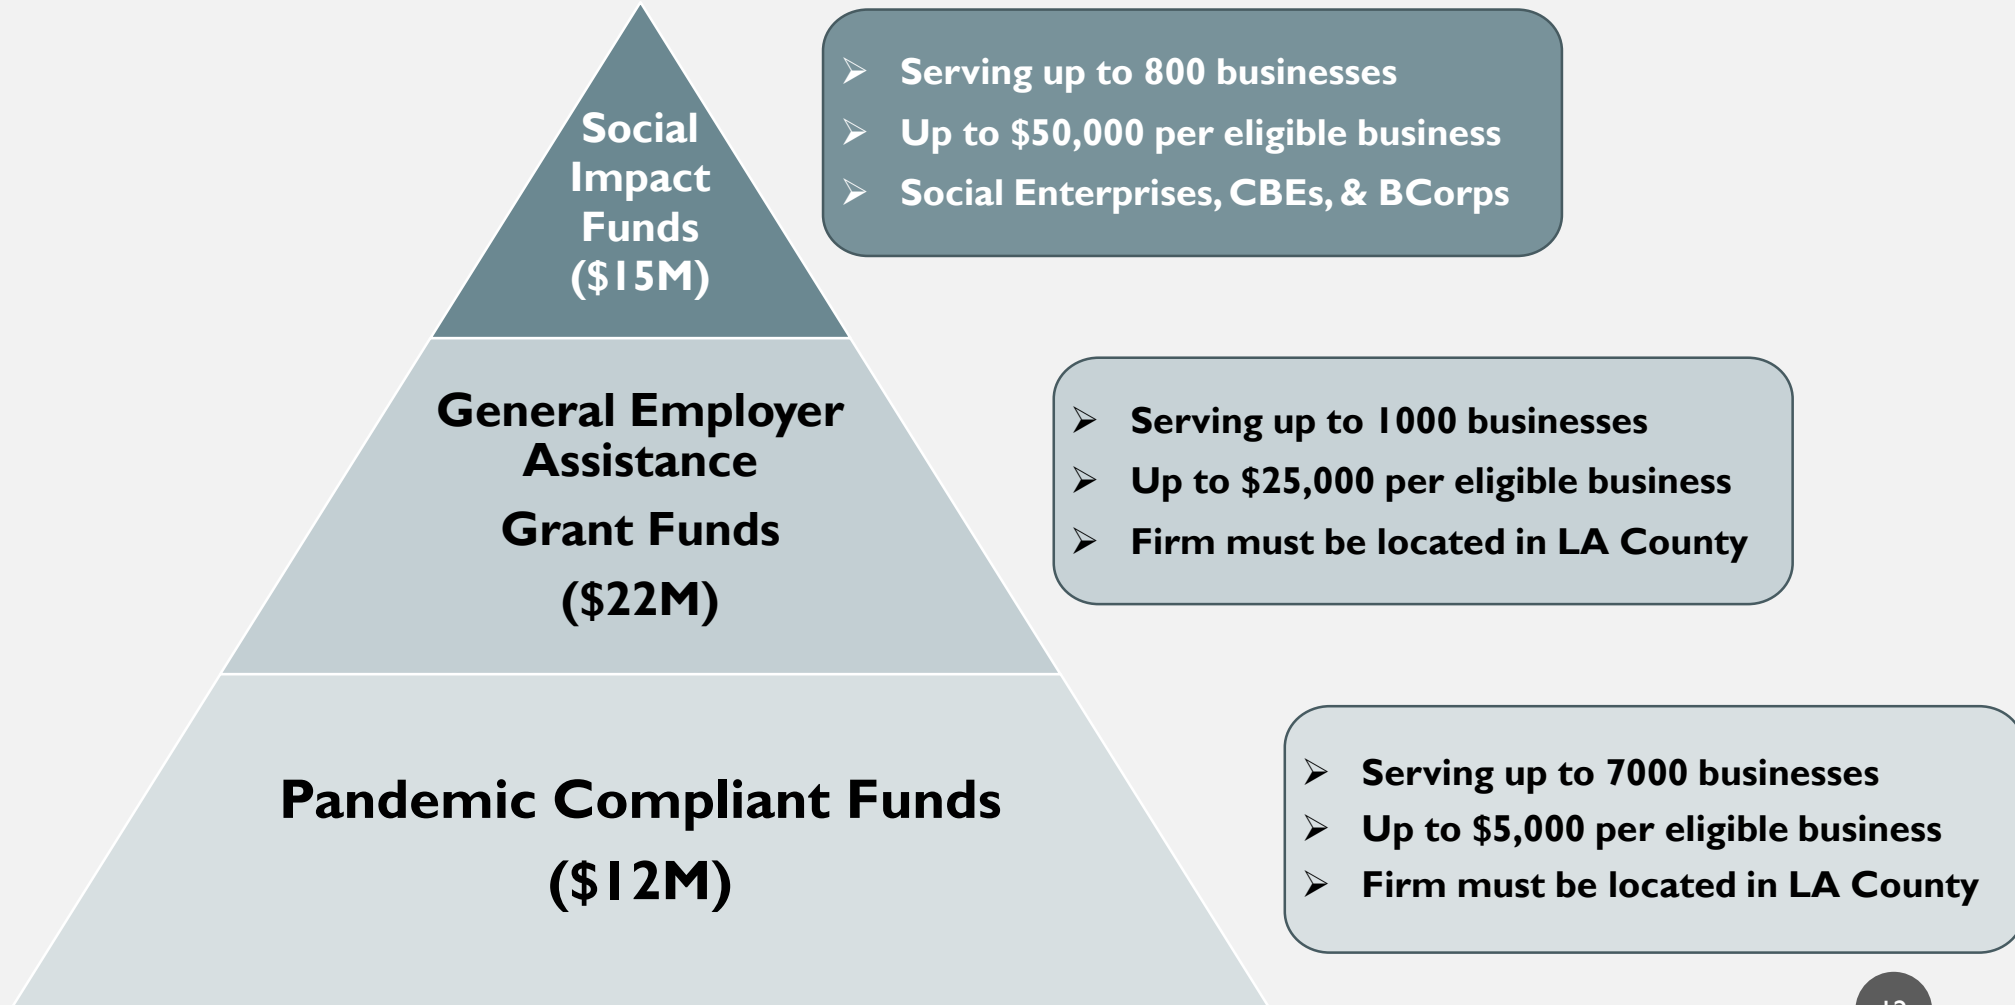 Social
Impact
Funds
($15M)
➢ Serving up to 800 businesses
➢ Up to $50,000 per eligible business
➢ Social Enterprises, CBEs, & BCorps
General Employer
Assistance
Grant Funds
($22M)
➢ Serving up to 1000 businesses
➢ Up to $25,000 per eligible business
➢ Firm must be located in LA County
Pandemic Compliant Funds
($12M)
➢ Serving up to 7000 businesses
➢ Up to $5,000 per eligible business
➢ Firm must be located in LA County